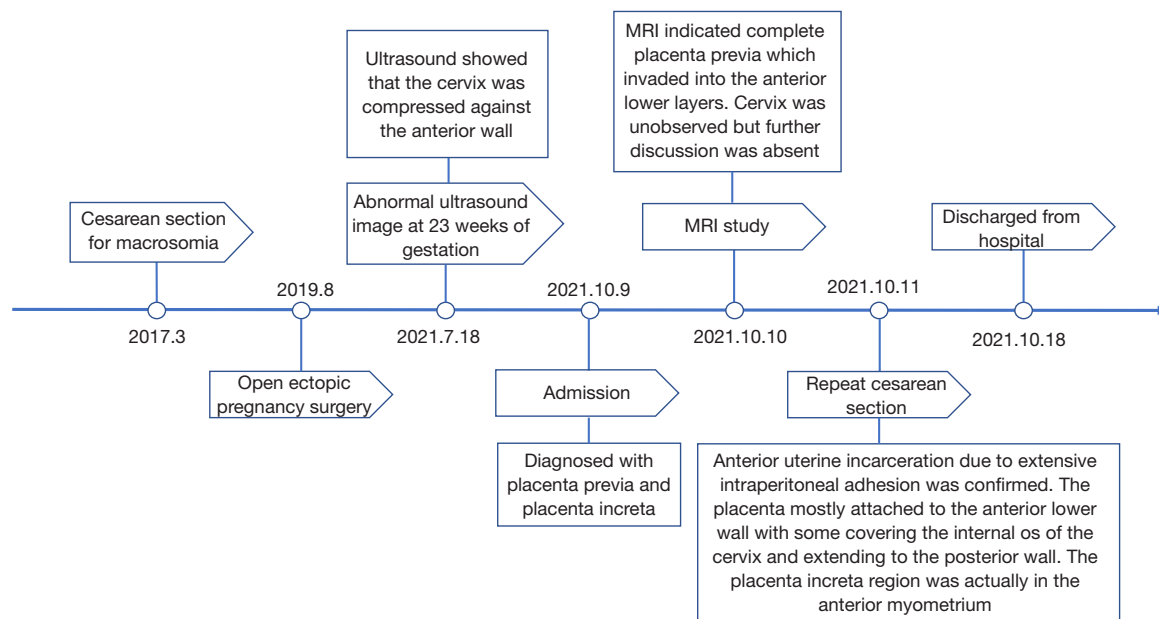 Ultrasound showed
that the cervix was
compressed against
the anterior wall
MRI indicated complete
placenta previa which
invaded into the anterior
lower layers. Cervix was
unobserved but further
discussion was absent
Cesarean section
for macrosomia
Abnormal ultrasound
image at 23 weeks of
gestation
MRI study
Discharged from
hospital
2019.8
2021.10.9
2021.10.11
2017.3
2021.7.18
2021.10.10
2021.10.18
Open ectopic
pregnancy surgery
Admission
Repeat cesarean
section
Diagnosed with
placenta previa and
placenta increta
Anterior uterine incarceration due to extensive
intraperitoneal adhesion was confirmed. The
placenta mostly attached to the anterior lower
wall with some covering the internal os of the
cervix and extending to the posterior wall. The
placenta increta region was actually in the
anterior myometrium